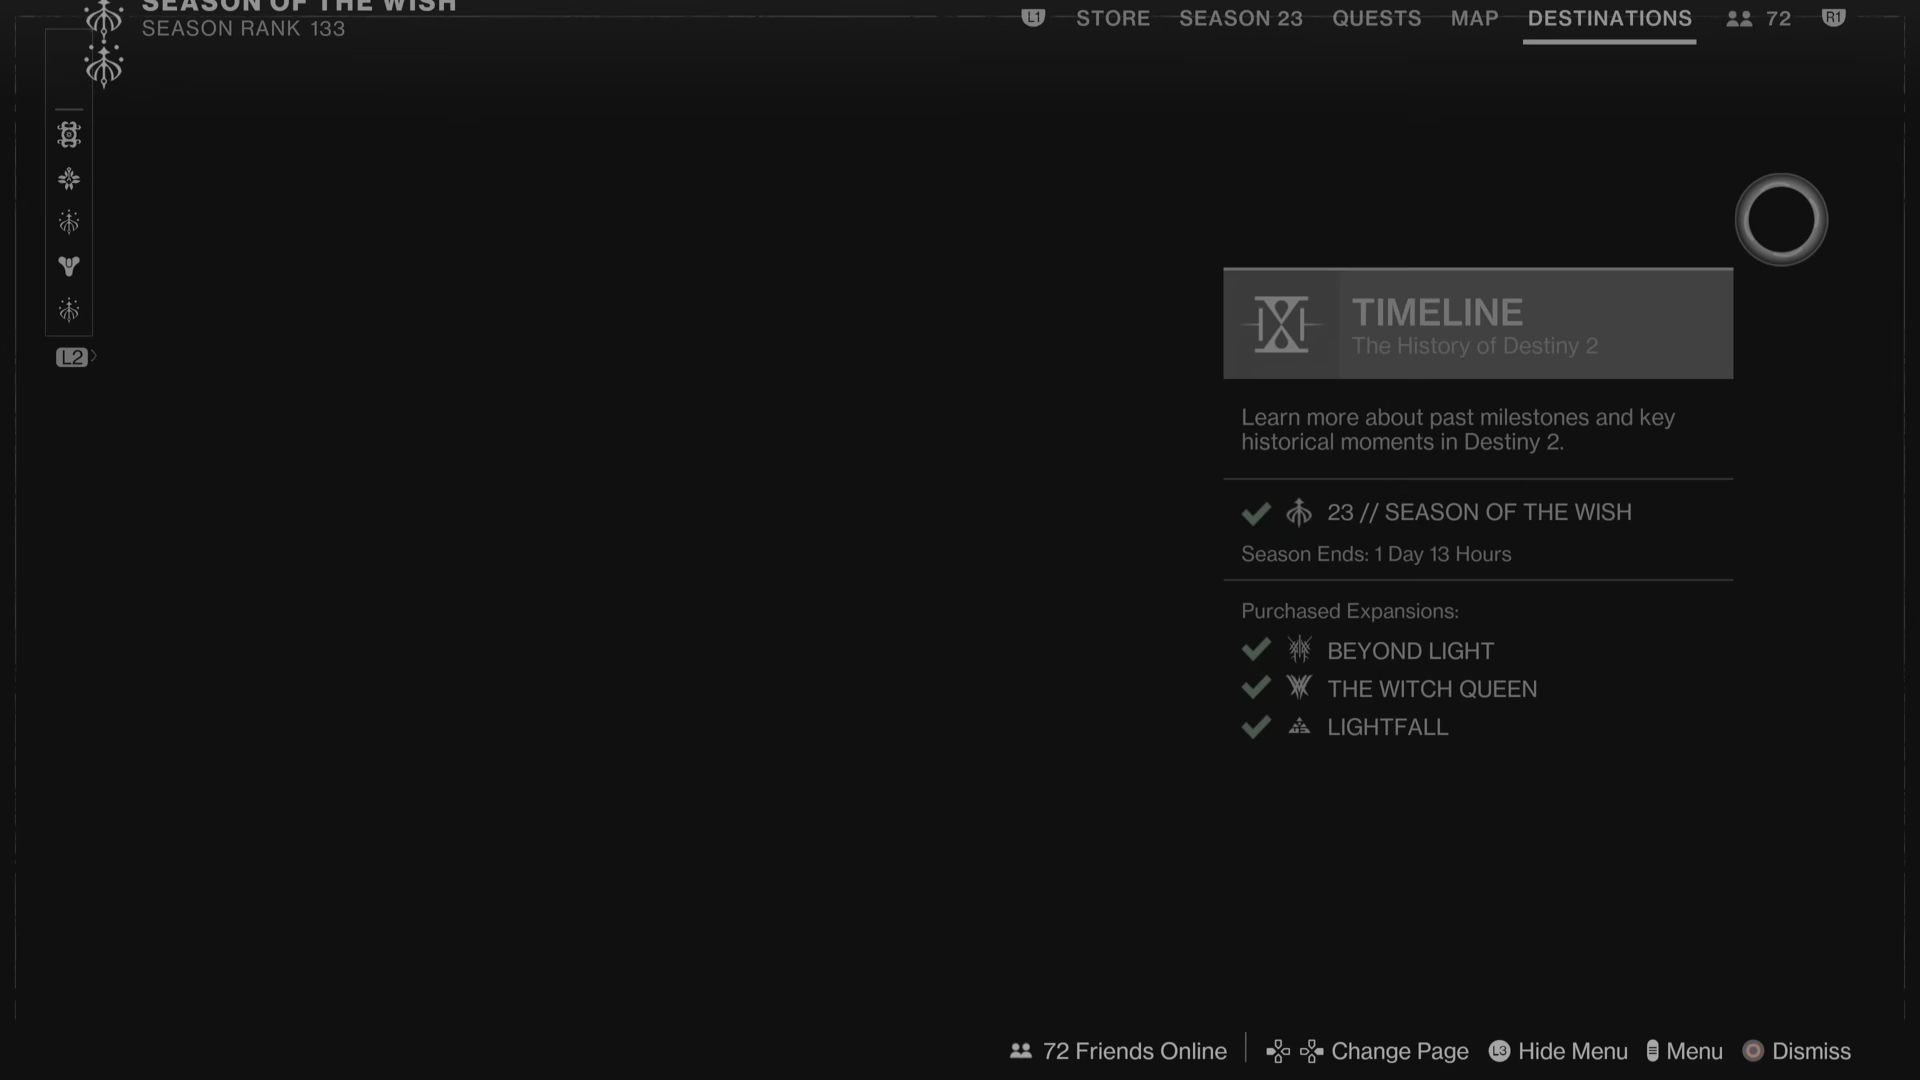 SEASON OF THE WISH
SEASON RANK 133
L1 STORE SEASON 23 QUESTS MAP DESTINATIONS 72 R1
L2
TIMELINE
The History of Destiny 2
Learn more about past milestones and key
historical moments in Destiny 2.
23 // SEASON OF THE WISH
Season Ends: 1 Day 13 Hours
Purchased Expansions:
BEYOND LIGHT
THE WITCH QUEEN
LIGHTFALL
72 Friends Online Change Page L3 Hide Menu Menu Dismiss